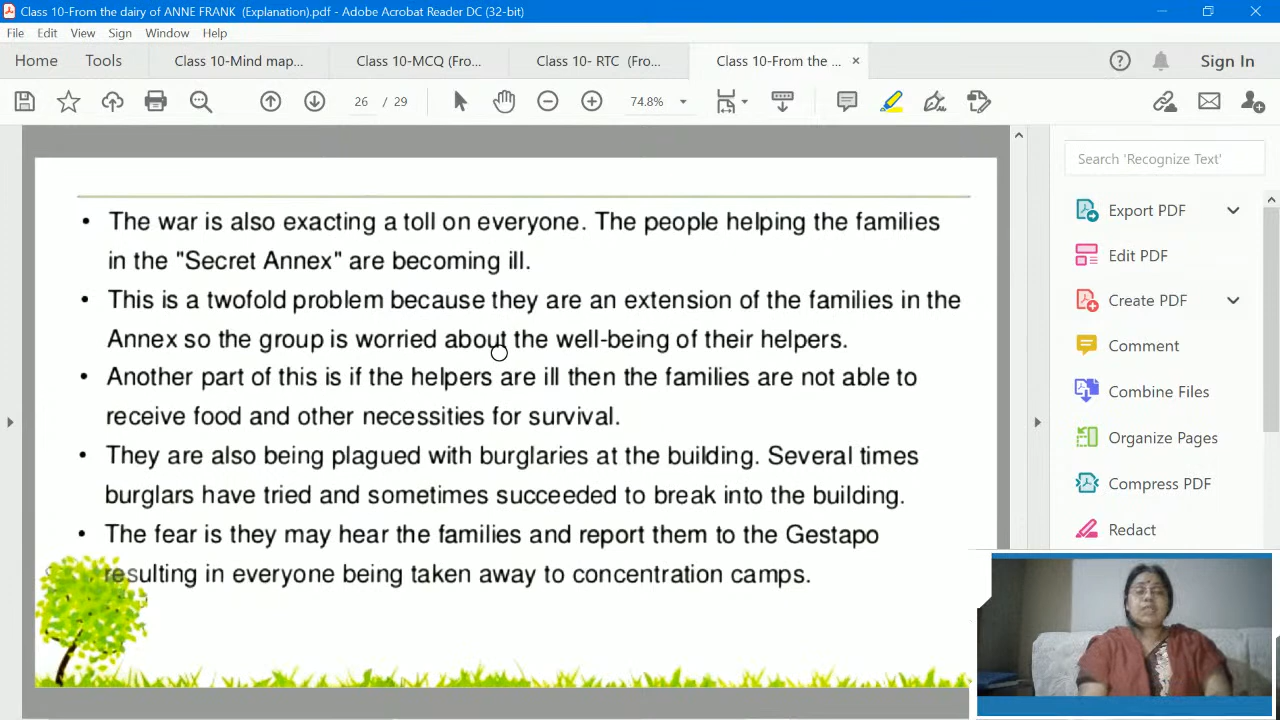 Class 10-From the dairy of ANNE FRANK (Explanation).pdf - Adobe Acrobat Reader DC (32-bit)
File Edit View Sign Window Help
Home Tools Class 10-Mind map... Class 10-MCQ (Fro... Class 10- RTC (Fro... Class 10-From the ... × Sign In
26 / 29 74.8%
• The war is also exacting a toll on everyone. The people helping the families
in the "Secret Annex" are becoming ill.
• This is a twofold problem because they are an extension of the families in the
Annex so the group is worried about the well-being of their helpers.
• Another part of this is if the helpers are ill then the families are not able to
receive food and other necessities for survival.
• They are also being plagued with burglaries at the building. Several times
burglars have tried and sometimes succeeded to break into the building.
• The fear is they may hear the families and report them to the Gestapo
resulting in everyone being taken away to concentration camps.
Search 'Recognize Text'
Export PDF
Edit PDF
Create PDF
Comment
Combine Files
Organize Pages
Compress PDF
Redact